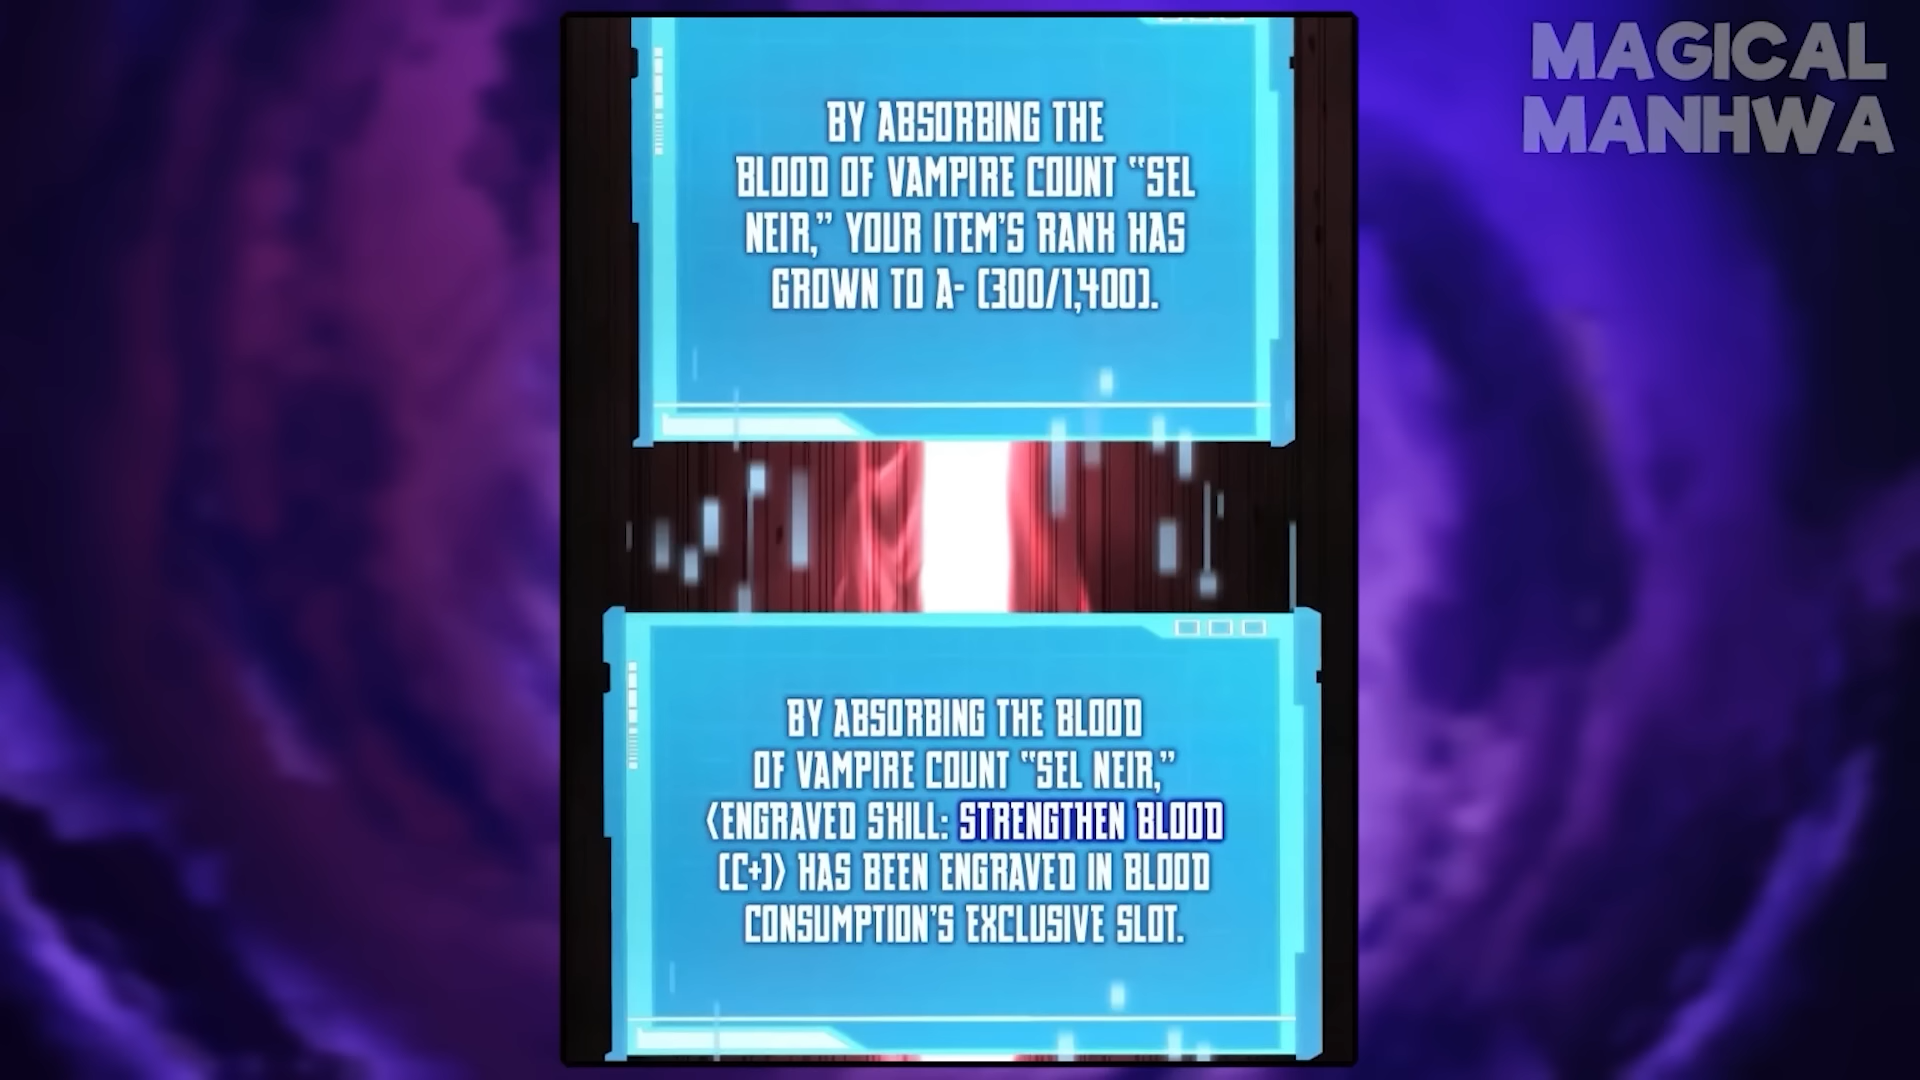 MAGICAL
MANHWA
BY ABSORBING THE
BLOOD OF VAMPIRE COUNT “SEL
NEIR,” YOUR ITEM’S RANK HAS
GROWN TO A- (300/1,400).
BY ABSORBING THE BLOOD
OF VAMPIRE COUNT “SEL NEIR,”
<ENGRAVED SKILL: STRENGTHEN BLOOD
(C+)> HAS BEEN ENGRAVED IN BLOOD
CONSUMPTION’S EXCLUSIVE SLOT.